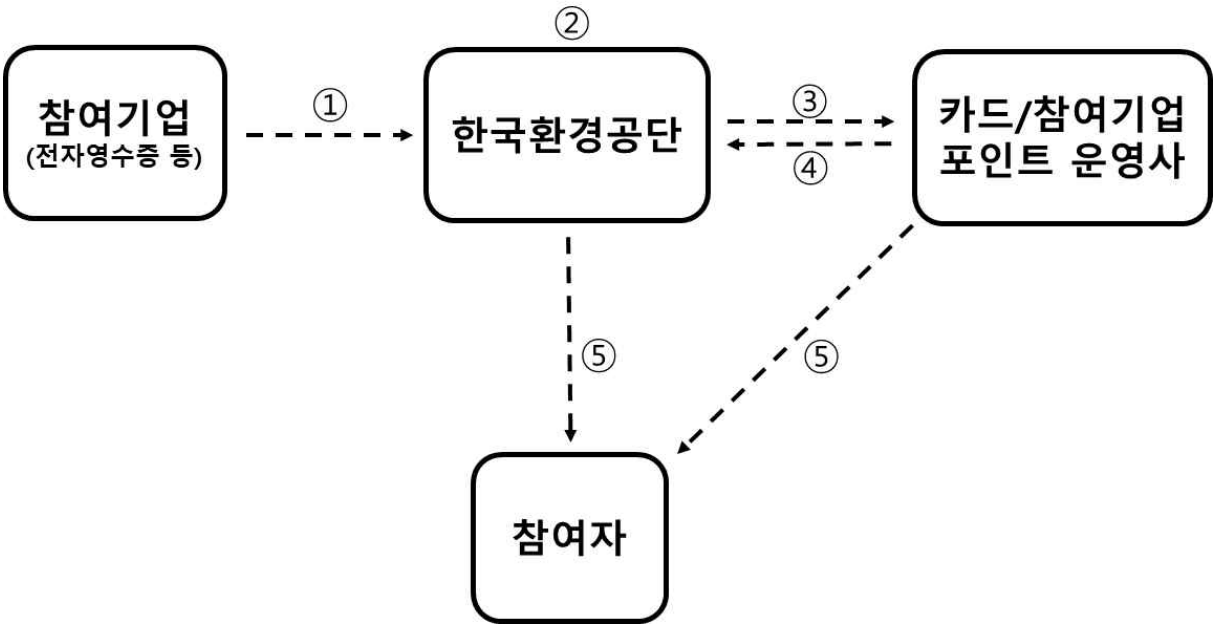 ②
참여기업
(전자영수증 등)
①
한국환경공단
③
④
카드/참여기업
포인트 운영사
⑤
⑤
참여자